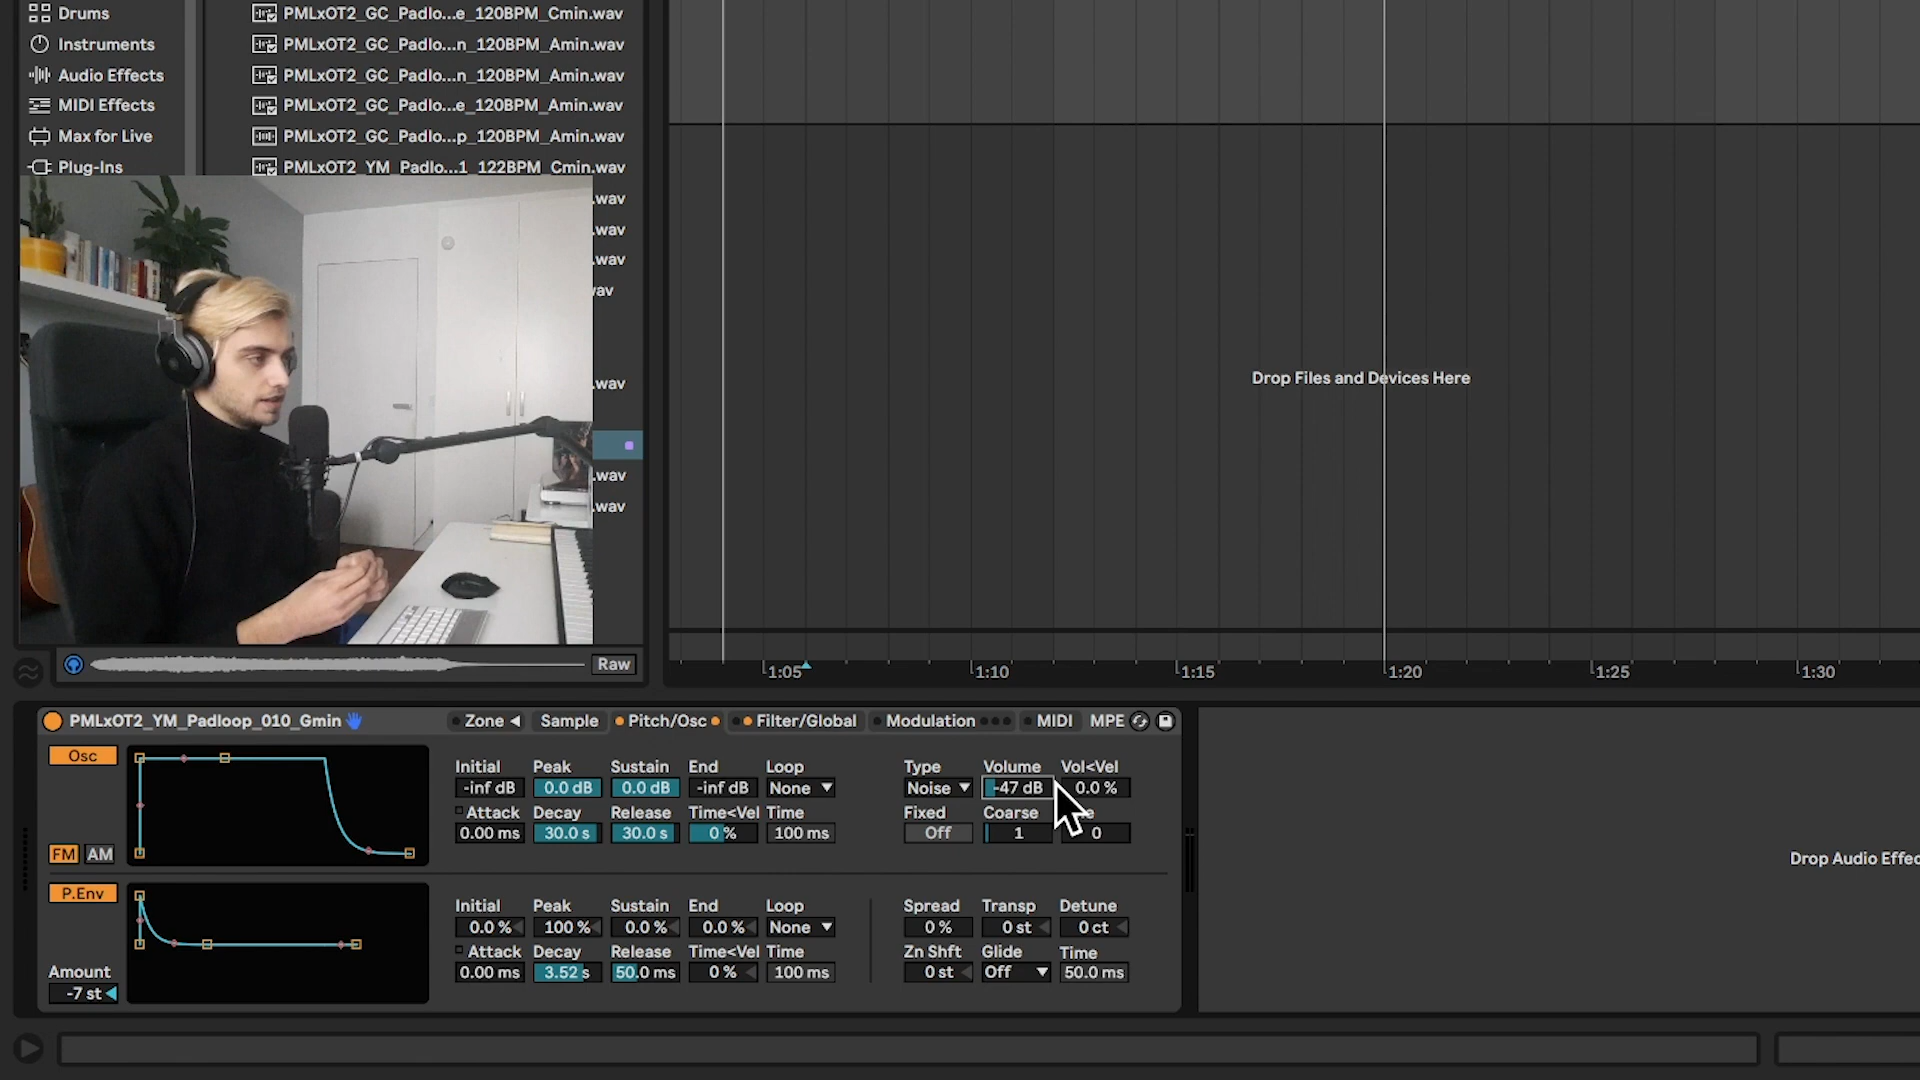 Drums
PMLxOT2_GC_Padlo...e_120BPM_Cmin.wav
Instruments
PMLxOT2_GC_Padlo...n_120BPM_Amin.wav
Audio Effects
PMLxOT2_GC_Padlo...n_120BPM_Amin.wav
MIDI Effects
PMLxOT2_GC_Padlo...e_120BPM_Amin.wav
Max for Live
PMLxOT2_GC_Padlo...p_120BPM_Amin.wav
Plug-Ins
PMLxOT2_YM_Padlo...1_122BPM_Cmin.wav
.wav
.wav
.wav
.wav
.wav
.wav
.wav
Drop Files and Devices Here
Raw
1:05 1:10 1:15 1:20 1:25 1:30
PMLxOT2_YM_Padloop_010_Gmin Zone Sample Pitch/Osc Filter/Global Modulation MIDI MPE
Osc
Initial Peak Sustain End Loop Type Volume Vol<Vel
-inf dB 0.0 dB 0.0 dB -inf dB None Noise -47 dB 0.0 %
Attack Decay Release Time<Vel Time Fixed Coarse
0.00 ms 30.0 s 30.0 s 0 % 100 ms Off 1 0
FM AM
Drop Audio Effec
P.Env
Initial Peak Sustain End Loop Spread Transp Detune
0.0 % 100 % 0.0 % 0.0 % None 0 % 0 st 0 ct
Attack Decay Release Time<Vel Time Zn Shft Glide Time
0.00 ms 3.52 s 50.0 ms 0 % 100 ms 0 st Off 50.0 ms
Amount
-7 st